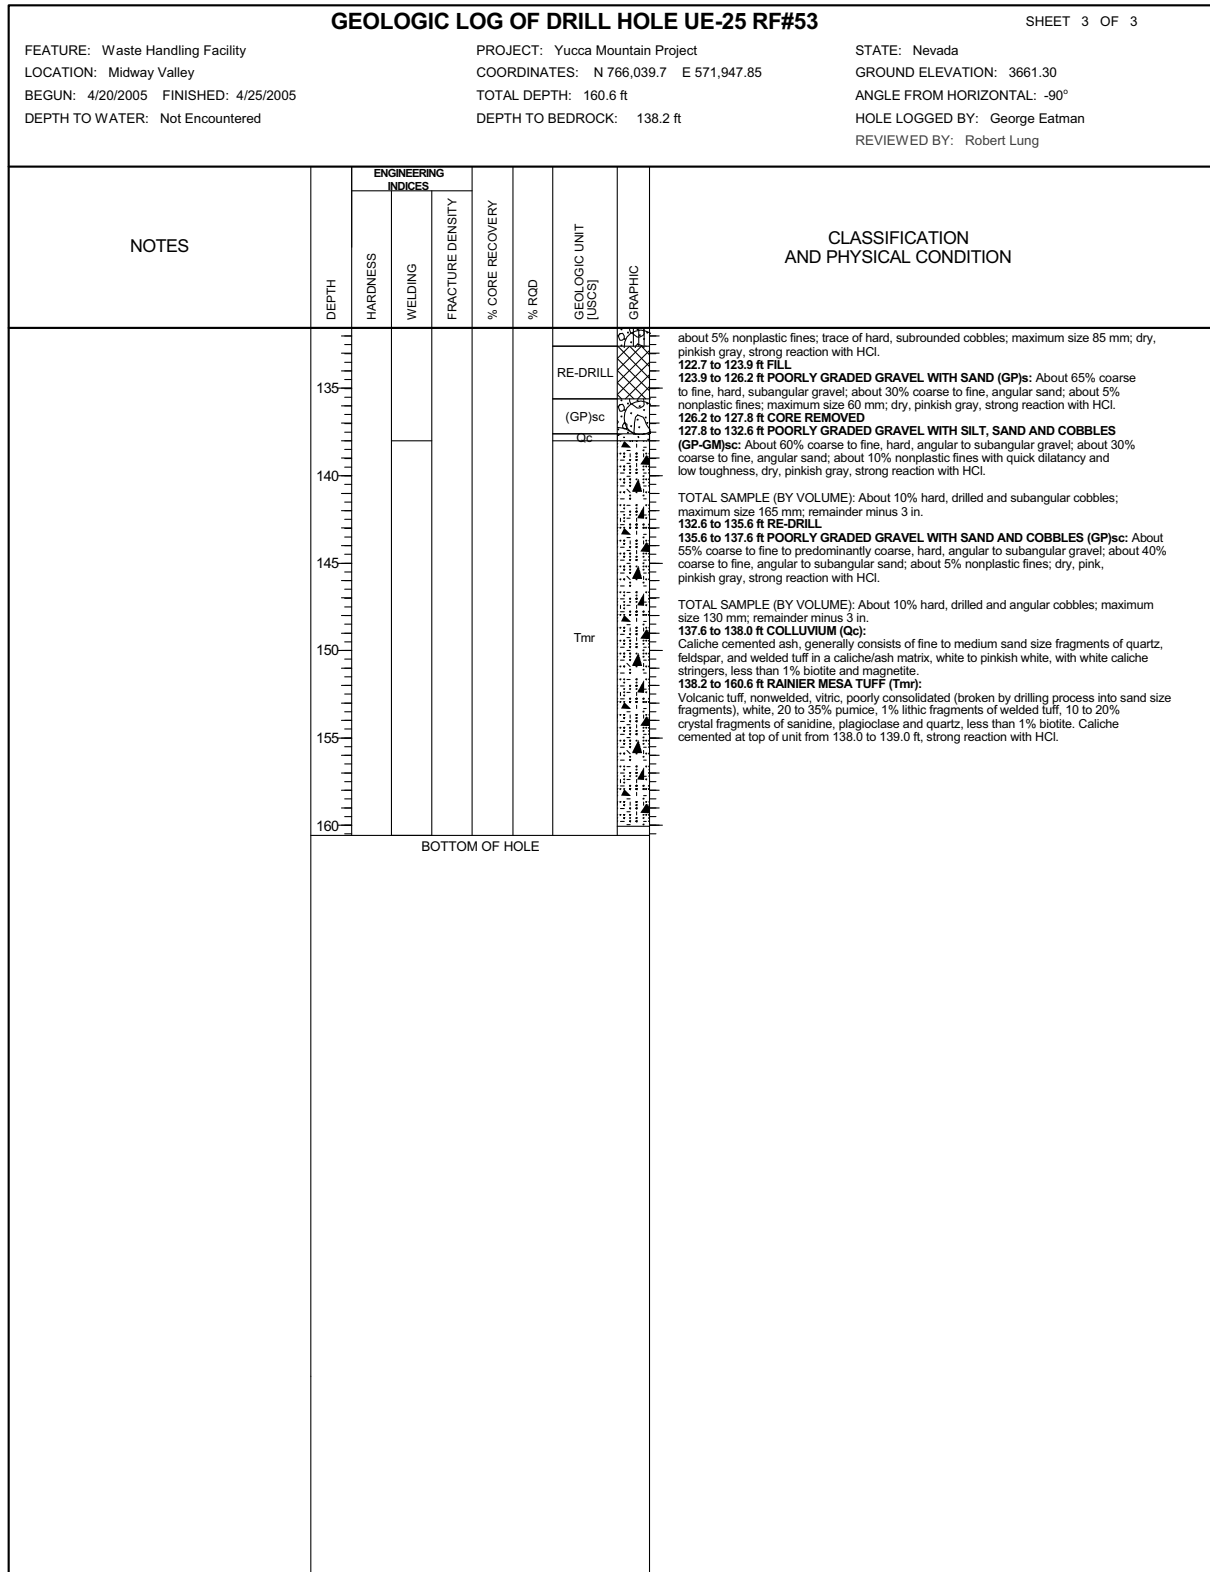 GEOLOGIC LOG OF DRILL HOLE UE-25 RF#53
SHEET 3 OF 3
FEATURE: Waste Handling Facility
PROJECT: Yucca Mountain Project
STATE: Nevada
LOCATION: Midway Valley
COORDINATES: N 766,039.7 E 571,947.85
GROUND ELEVATION: 3661.30
BEGUN: 4/20/2005 FINISHED: 4/25/2005
TOTAL DEPTH: 160.6 ft
ANGLE FROM HORIZONTAL: -90°
DEPTH TO WATER: Not Encountered
DEPTH TO BEDROCK: 138.2 ft
HOLE LOGGED BY: George Eatman
REVIEWED BY: Robert Lung
NOTES
DEPTH
ENGINEERING
INDICES
HARDNESS
WELDING
FRACTURE DENSITY
% CORE RECOVERY
% RQD
GEOLOGIC UNIT
[USCS]
GRAPHIC
CLASSIFICATION
AND PHYSICAL CONDITION
135
140
145
150
155
160
RE-DRILL
(GP)sc
Qc
Tmr
BOTTOM OF HOLE
about 5% nonplastic fines; trace of hard, subrounded cobbles; maximum size 85 mm; dry,
pinkish gray, strong reaction with HCl.
122.7 to 123.9 ft FILL
123.9 to 126.2 ft POORLY GRADED GRAVEL WITH SAND (GP)s: About 65% coarse
to fine, hard, subangular gravel; about 30% coarse to fine, angular sand; about 5%
nonplastic fines; maximum size 60 mm; dry, pinkish gray, strong reaction with HCl.
126.2 to 127.8 ft CORE REMOVED
127.8 to 132.6 ft POORLY GRADED GRAVEL WITH SILT, SAND AND COBBLES
(GP-GM)sc: About 60% coarse to fine, hard, angular to subangular gravel; about 30%
coarse to fine, angular sand; about 10% nonplastic fines with quick dilatancy and
low toughness, dry, pinkish gray, strong reaction with HCl.
TOTAL SAMPLE (BY VOLUME): About 10% hard, drilled and subangular cobbles;
maximum size 165 mm; remainder minus 3 in.
132.6 to 135.6 ft RE-DRILL
135.6 to 137.6 ft POORLY GRADED GRAVEL WITH SAND AND COBBLES (GP)sc: About
55% coarse to fine to predominantly coarse, hard, angular to subangular gravel; about 40%
coarse to fine, angular to subangular sand; about 5% nonplastic fines; dry, pink,
pinkish gray, strong reaction with HCl.
TOTAL SAMPLE (BY VOLUME): About 10% hard, drilled and angular cobbles; maximum
size 130 mm; remainder minus 3 in.
137.6 to 138.0 ft COLLUVIUM (Qc):
Caliche cemented ash, generally consists of fine to medium sand size fragments of quartz,
feldspar, and welded tuff in a caliche/ash matrix, white to pinkish white, with white caliche
stringers, less than 1% biotite and magnetite.
138.2 to 160.6 ft RAINIER MESA TUFF (Tmr):
Volcanic tuff, nonwelded, vitric, poorly consolidated (broken by drilling process into sand size
fragments), white, 20 to 35% pumice, 1% lithic fragments of welded tuff, 10 to 20%
crystal fragments of sanidine, plagioclase and quartz, less than 1% biotite. Caliche
cemented at top of unit from 138.0 to 139.0 ft, strong reaction with HCl.